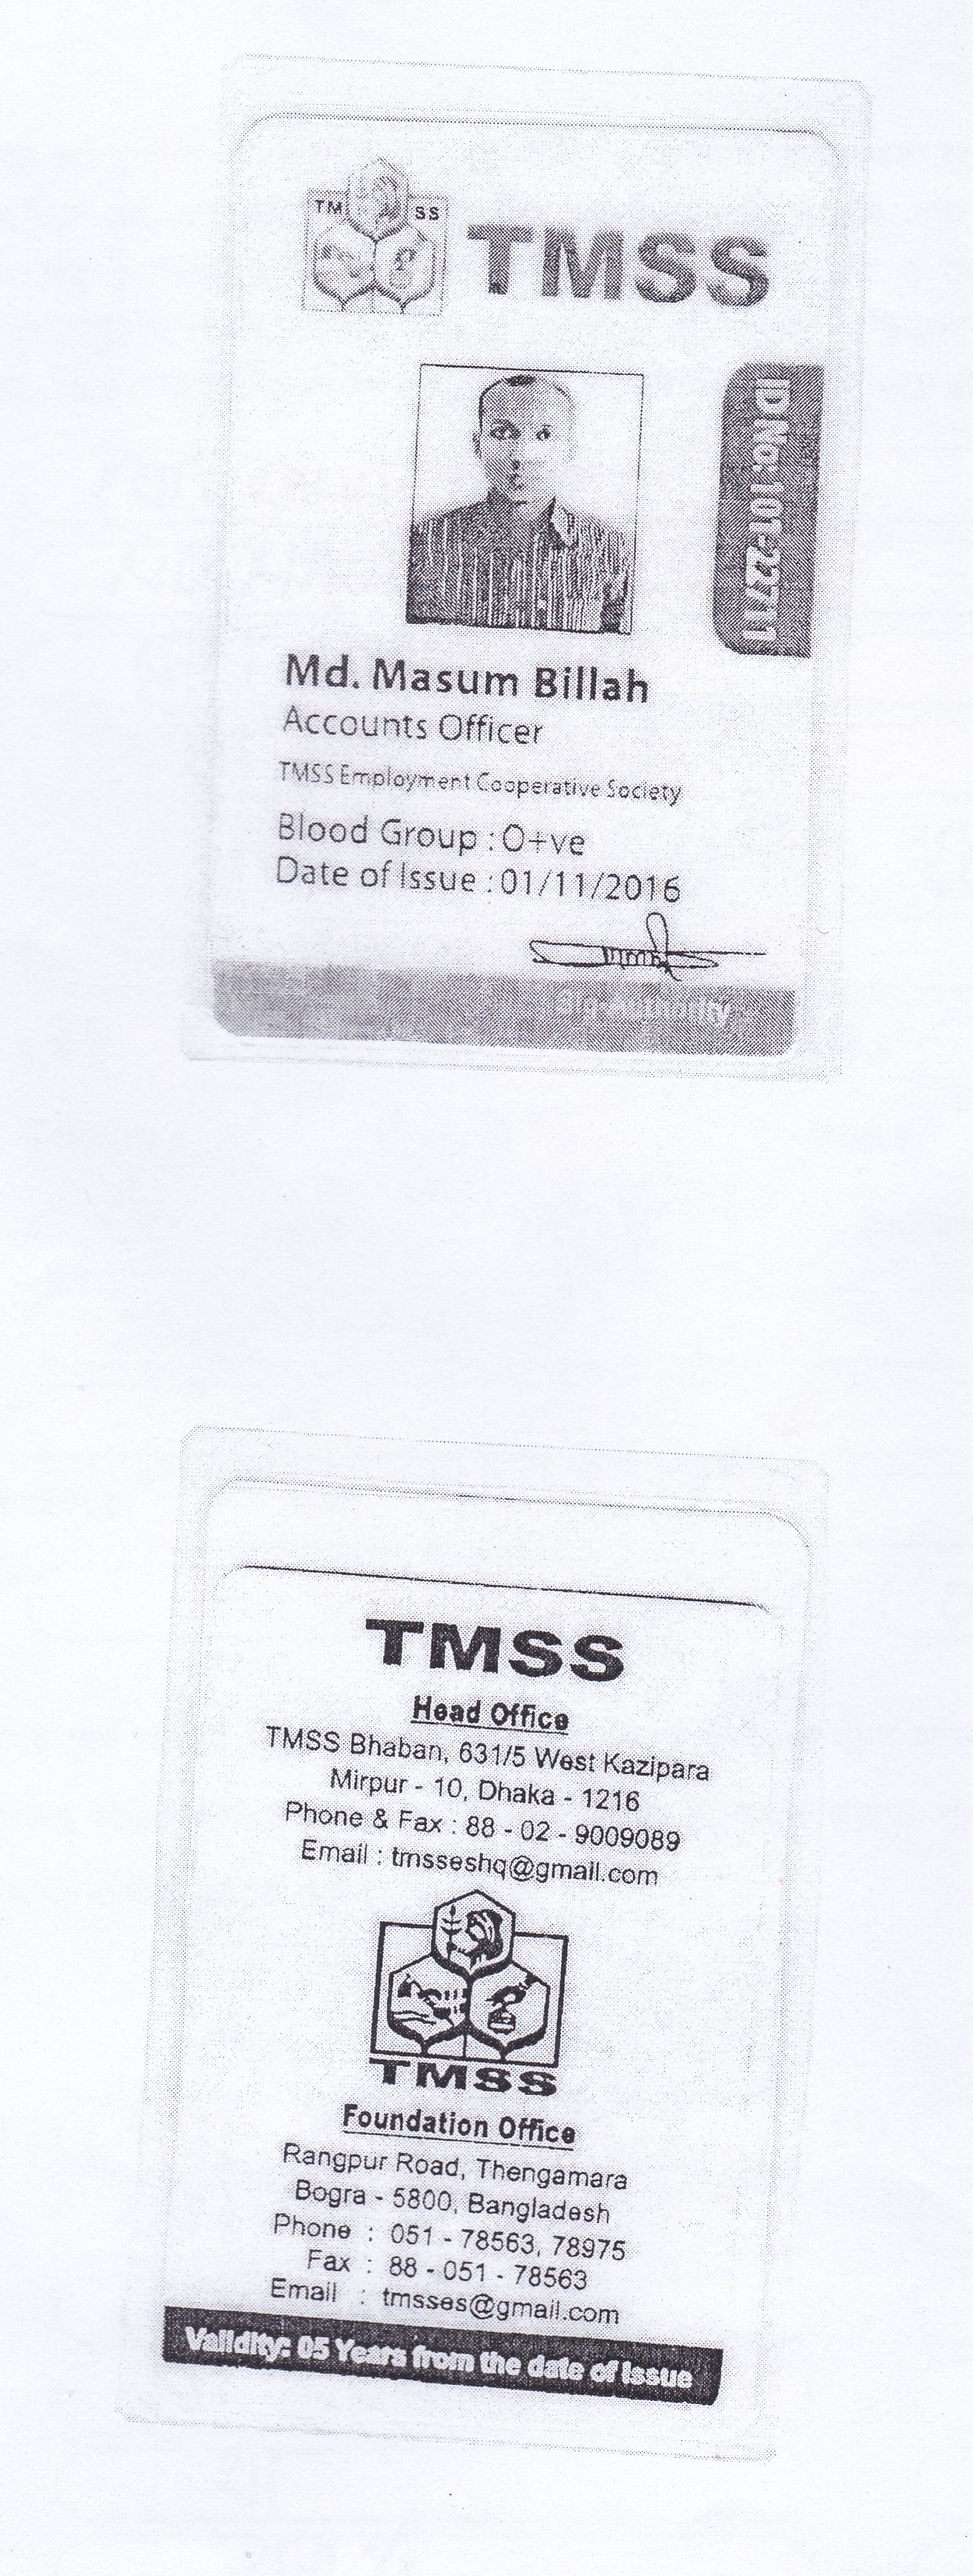 TM SS
TMSS
ID No: 101-22711
Md. Masum Billah
Accounts Officer
TMSS Employment Cooperative Society
Blood Group : O+ve
Date of Issue : 01/11/2016
Authority
TMSS
Head Office
TMSS Bhaban, 631/5 West Kazipara
Mirpur - 10, Dhaka - 1216
Phone & Fax : 88 - 02 - 9009089
Email : tmsseshq@gmail.com
TMSS
Foundation Office
Rangpur Road, Thengamara
Bogra - 5800, Bangladesh
Phone : 051 - 78563, 78975
Fax : 88 - 051 - 78563
Email : tmsses@gmail.com
Validity: 05 Years from the date of Issue